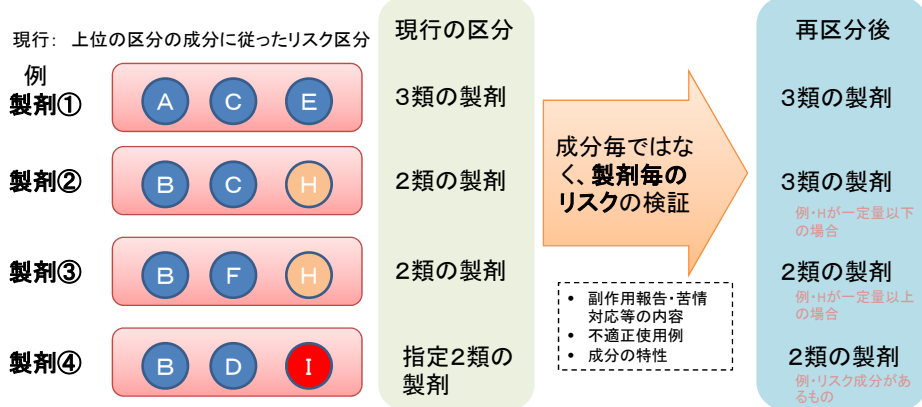 現行： 上位の区分の成分に従ったリスク区分
現行の区分
再区分後
例
製剤①
A C E
3類の製剤
3類の製剤
製剤②
B C H
2類の製剤
3類の製剤
例・Hが一定量以下
の場合
成分毎ではな
く、製剤毎の
リスクの検証
製剤③
B F H
2類の製剤
2類の製剤
例・Hが一定量以上
の場合
• 副作用報告・苦情
対応等の内容
• 不適正使用例
• 成分の特性
製剤④
B D I
指定2類の
製剤
2類の製剤
例・リスク成分があ
るもの